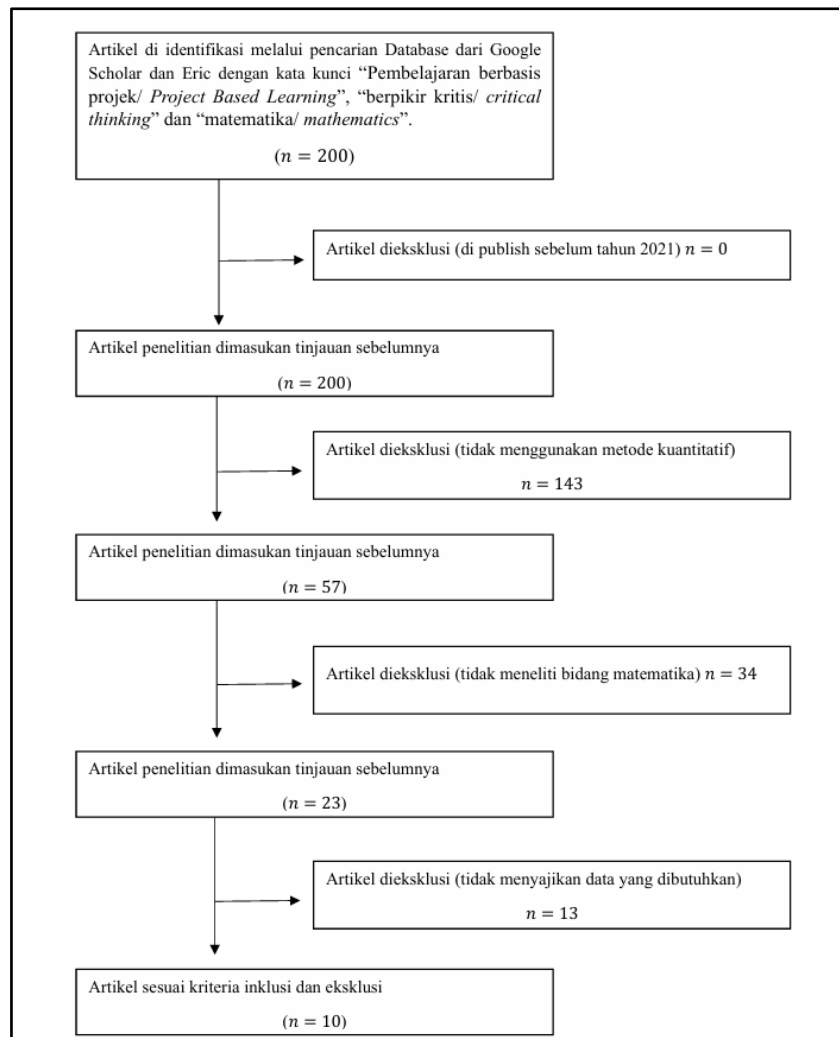 Artikel di identifikasi melalui pencarian Database dari Google
Scholar dan Eric dengan kata kunci “Pembelajaran berbasis
projek/ Project Based Learning”, “berpikir kritis/ critical
thinking” dan “matematika/ mathematics”.
(n = 200)
Artikel dieksklusi (di publish sebelum tahun 2021) n = 0
Artikel penelitian dimasukan tinjauan sebelumnya
(n = 200)
Artikel dieksklusi (tidak menggunakan metode kuantitatif)
n = 143
Artikel penelitian dimasukan tinjauan sebelumnya
(n = 57)
Artikel dieksklusi (tidak meneliti bidang matematika) n = 34
Artikel penelitian dimasukan tinjauan sebelumnya
(n = 23)
Artikel dieksklusi (tidak menyajikan data yang dibutuhkan)
n = 13
Artikel sesuai kriteria inklusi dan eksklusi
(n = 10)